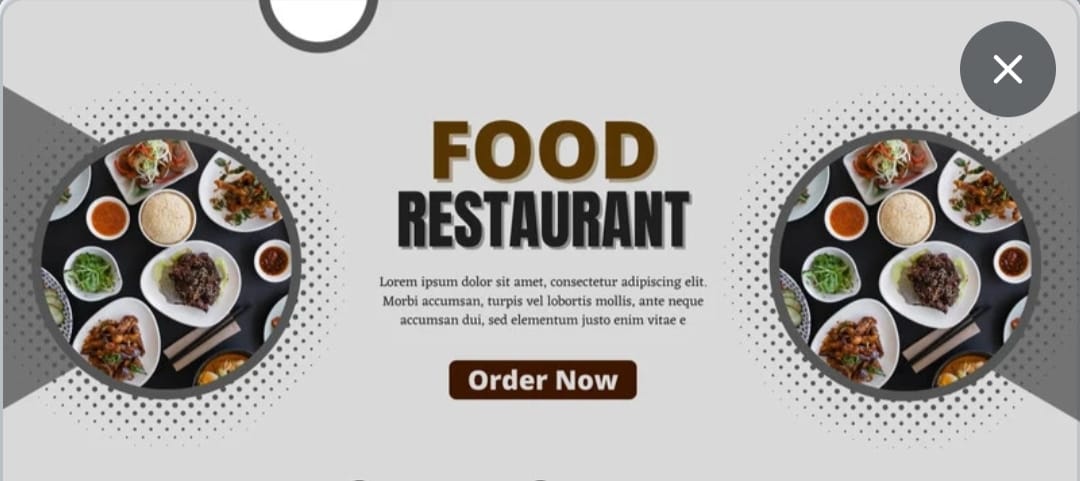 FOOD
RESTAURANT
Lorem ipsum dolor sit amet, consectetur adipiscing elit.
Morbi accumsan, turpis vel lobortis mollis, ante neque
accumsan dui, sed elementum justo enim vitae e
Order Now